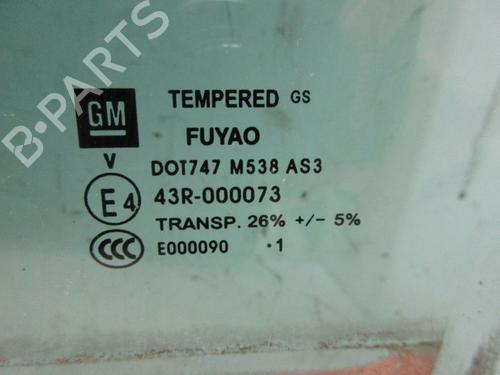 GM TEMPERED GS
FUYAO
V DOT747 M538 AS3
E4 43R-000073
TRANSP. 26% +/- 5%
CCC E000090 ·1
B-PARTS